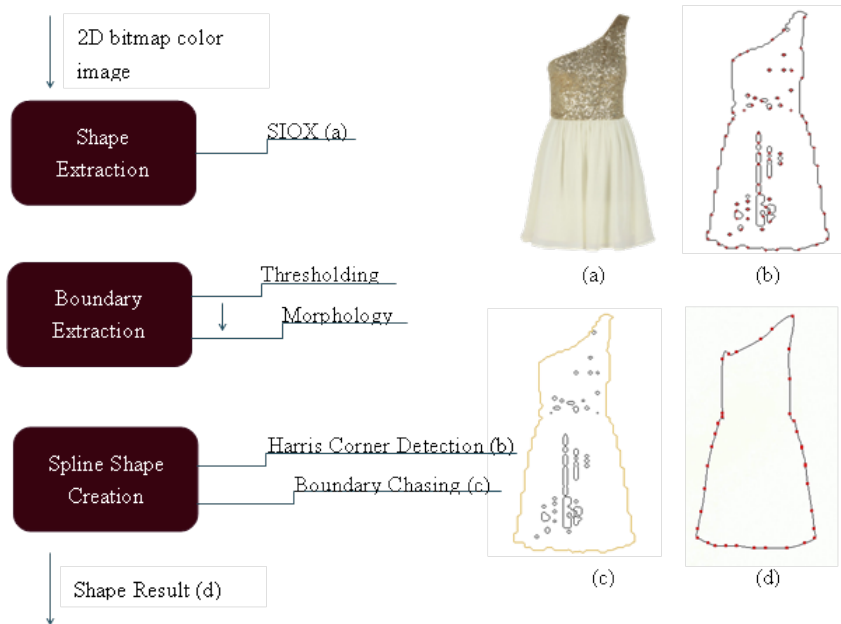 2D bitmap color
image
Shape
Extraction
SIOX (a)
Boundary
Extraction
Thresholding
Morphology
Spline Shape
Creation
Harris Corner Detection (b)
Boundary Chasing (c)
Shape Result (d)
(a)
(b)
(c)
(d)